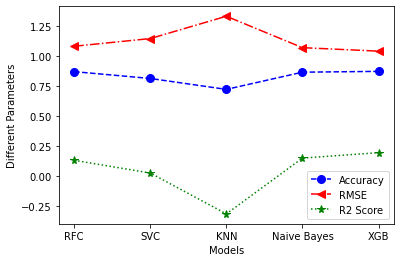 1.25
1.00
0.75
0.50
0.25
0.00
−0.25
Different Parameters
Accuracy
RMSE
R2 Score
RFC SVC KNN Naive Bayes XGB
Models